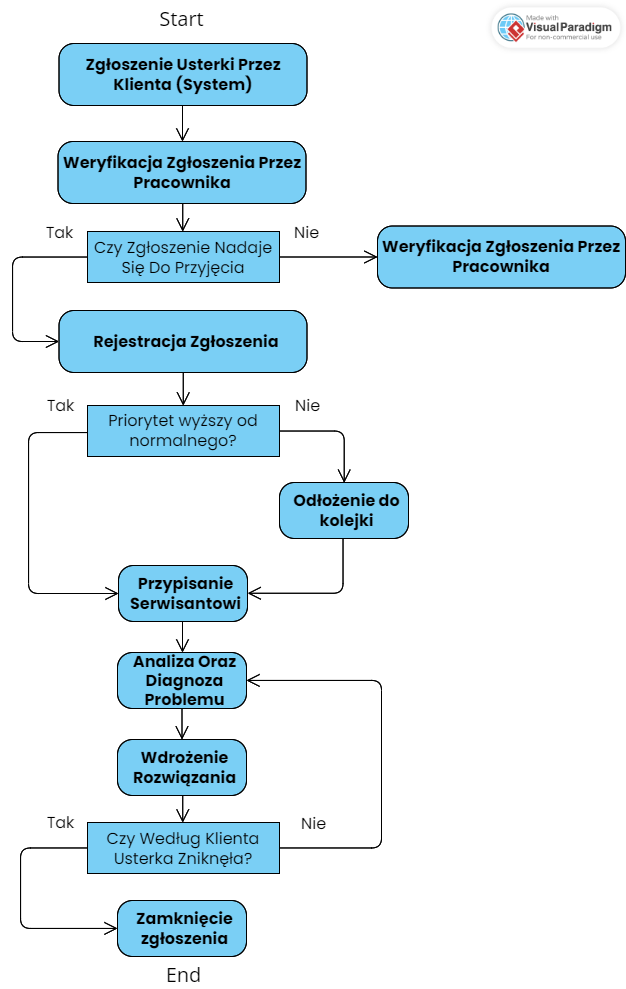 Start
Made with
VisualParadigm
For non-commercial use
Zgłoszenie Usterki Przez
Klienta (System)
Weryfikacja Zgłoszenia Przez
Pracownika
Tak
Czy Zgłoszenie Nadaje
Się Do Przyjęcia
Nie
Weryfikacja Zgłoszenia Przez
Pracownika
Rejestracja Zgłoszenia
Tak
Priorytet wyższy od
normalnego?
Nie
Odłożenie do
kolejki
Przypisanie
Serwisantowi
Analiza Oraz
Diagnoza
Problemu
Wdrożenie
Rozwiązania
Tak
Czy Według Klienta
Usterka Zniknęła?
Nie
Zamknięcie
zgłoszenia
End